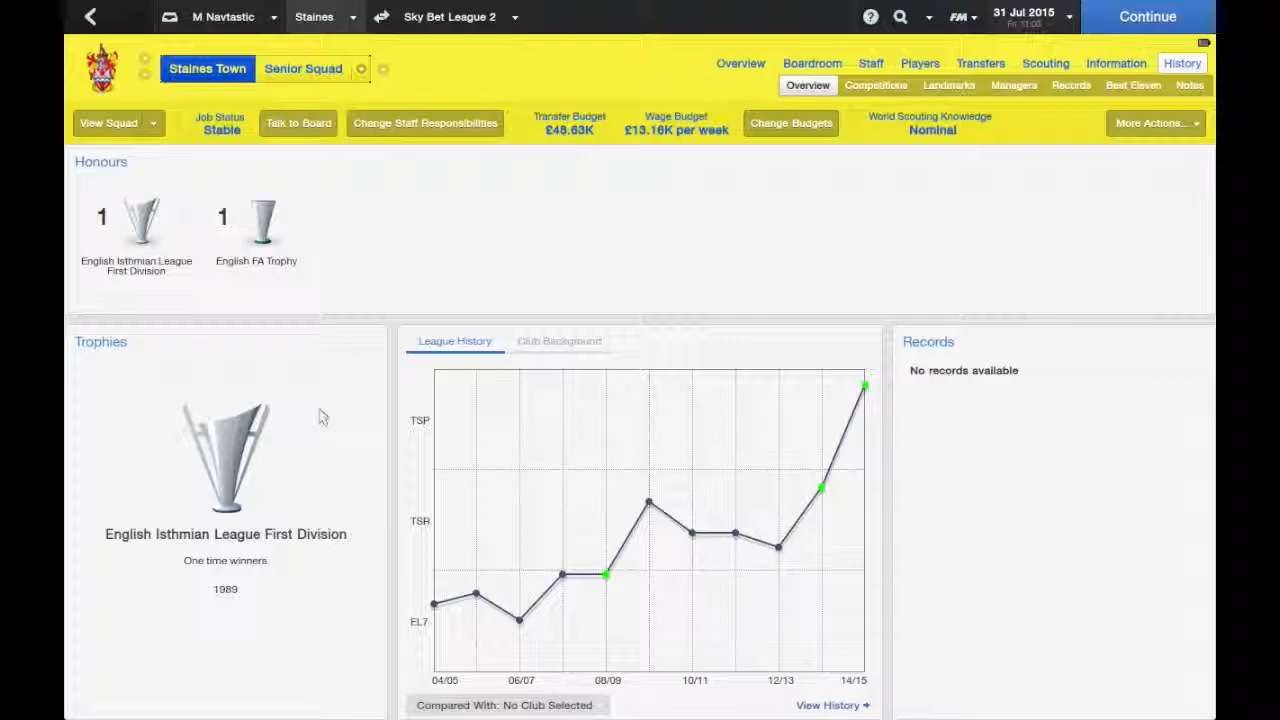 M Navtastic
Staines
Sky Bet League 2
FM
31 Jul 2015
Fri 11:00
Continue
Staines Town
Senior Squad
Overview
Boardroom
Staff
Players
Transfers
Scouting
Information
History
Overview
Competitions
Landmarks
Managers
Records
Best Eleven
Notes
View Squad
Job Status
Stable
Talk to Board
Change Staff Responsibilities
Transfer Budget
£48.63K
Wage Budget
£13.16K per week
Change Budgets
World Scouting Knowledge
Nominal
More Actions...
Honours
1
English Isthmian League
First Division
1
English FA Trophy
Trophies
English Isthmian League First Division
One time winners
1989
League History
Club Background
TSP
TSR
EL7
04/05
06/07
08/09
10/11
12/13
14/15
Compared With: No Club Selected
View History
Records
No records available